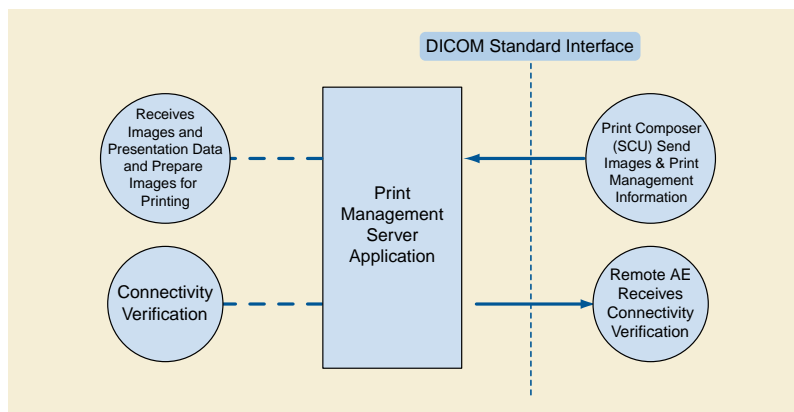 DICOM Standard Interface
Receives
Images and
Presentation Data
and Prepare
Images for
Printing
Print
Management
Server
Application
Print Composer
(SCU) Send
Images & Print
Management
Information
Connectivity
Verification
Remote AE
Receives
Connectivity
Verification